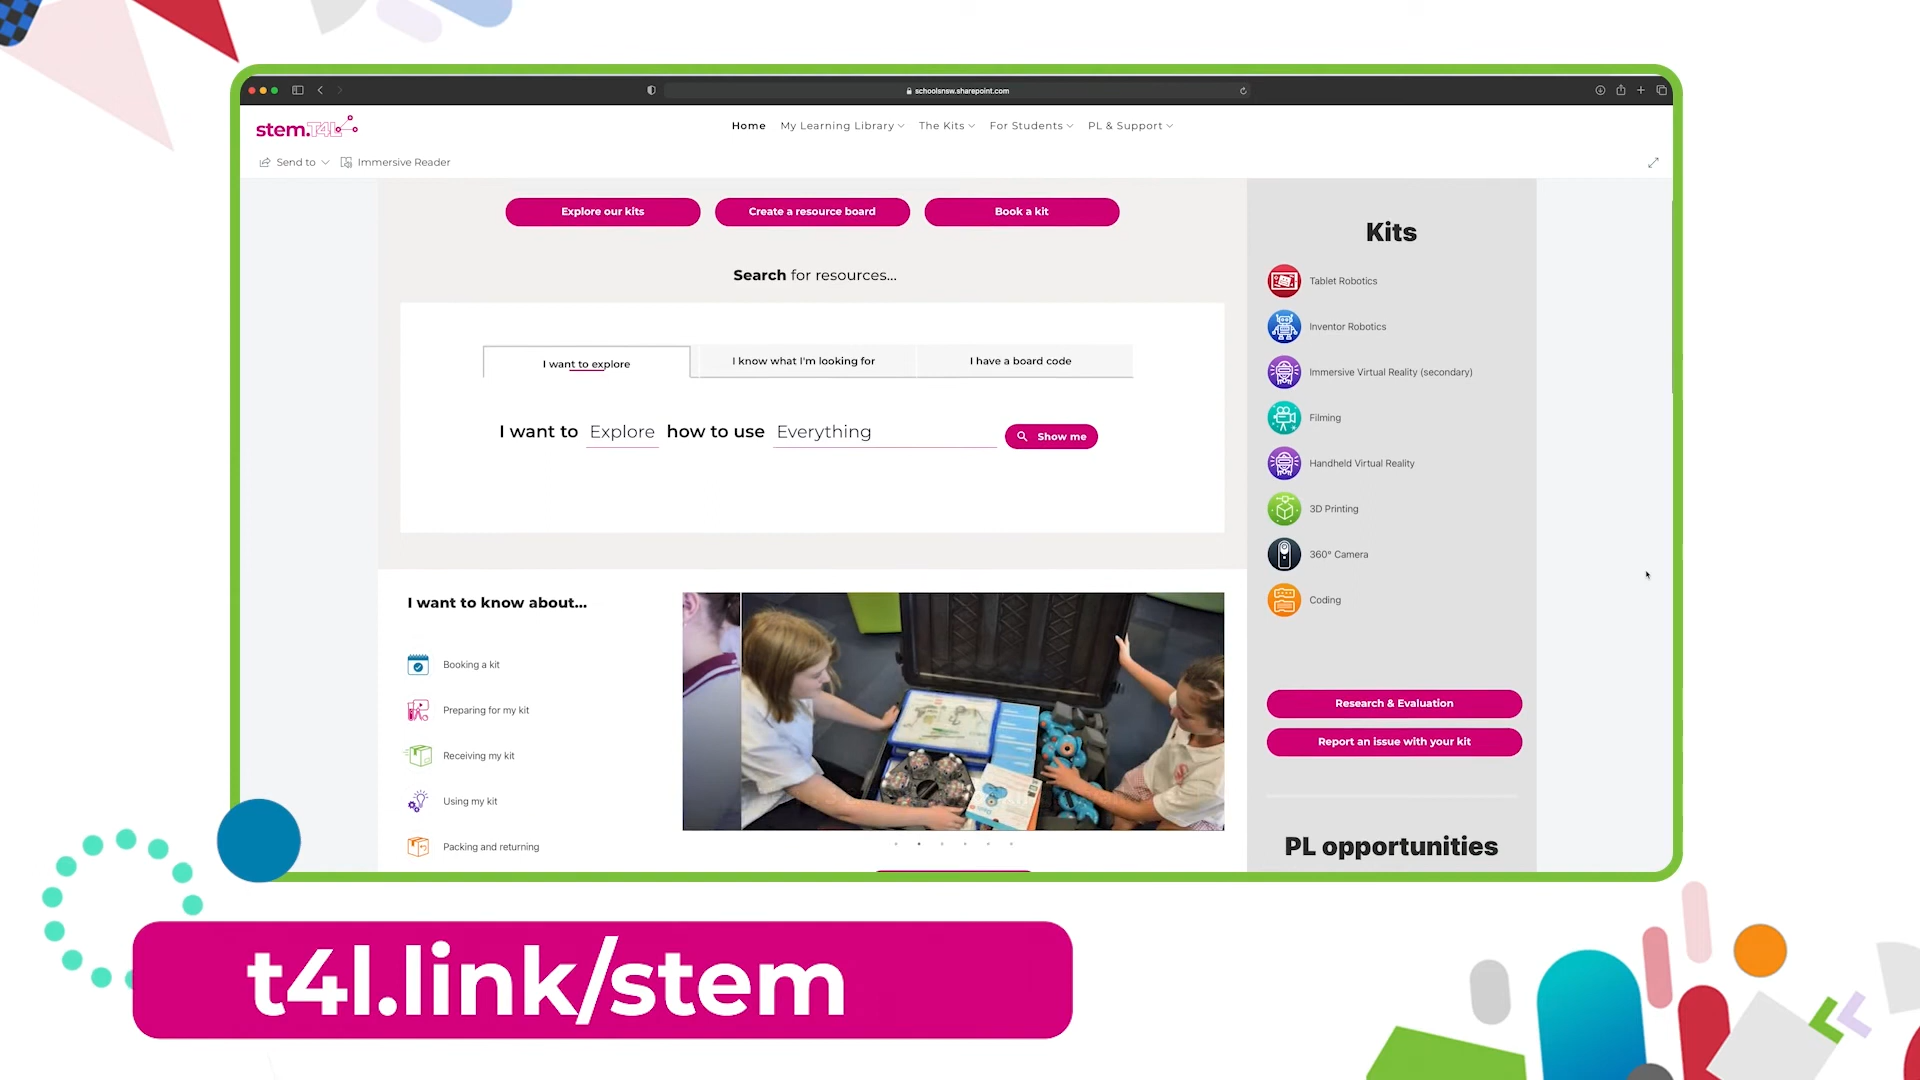 schoolsnsw.sharepoint.com
stem.T4L
Home My Learning Library The Kits For Students PL & Support
Send to Immersive Reader
Explore our kits
Create a resource board
Book a kit
Search for resources...
I want to explore
I know what I'm looking for
I have a board code
I want to Explore how to use Everything
Show me
I want to know about...
Booking a kit
Preparing for my kit
Receiving my kit
Using my kit
Packing and returning
Kits
Tablet Robotics
Inventor Robotics
Immersive Virtual Reality (secondary)
Filming
Handheld Virtual Reality
3D Printing
360° Camera
Coding
Research & Evaluation
Report an issue with your kit
PL opportunities
t4l.link/stem